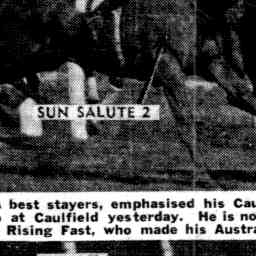 SUN SALUTE 2
best stayers, emphasised his Cau
at Caulfield yesterday. He is no
Rising Fast, who made his Austra